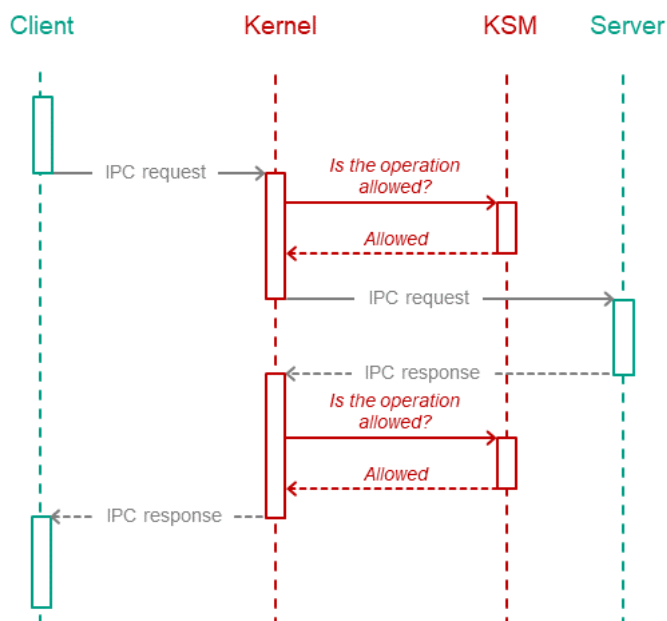 Client Kernel KSM Server
IPC request
Is the operation
allowed?
Allowed
IPC request
IPC response
Is the operation
allowed?
Allowed
IPC response